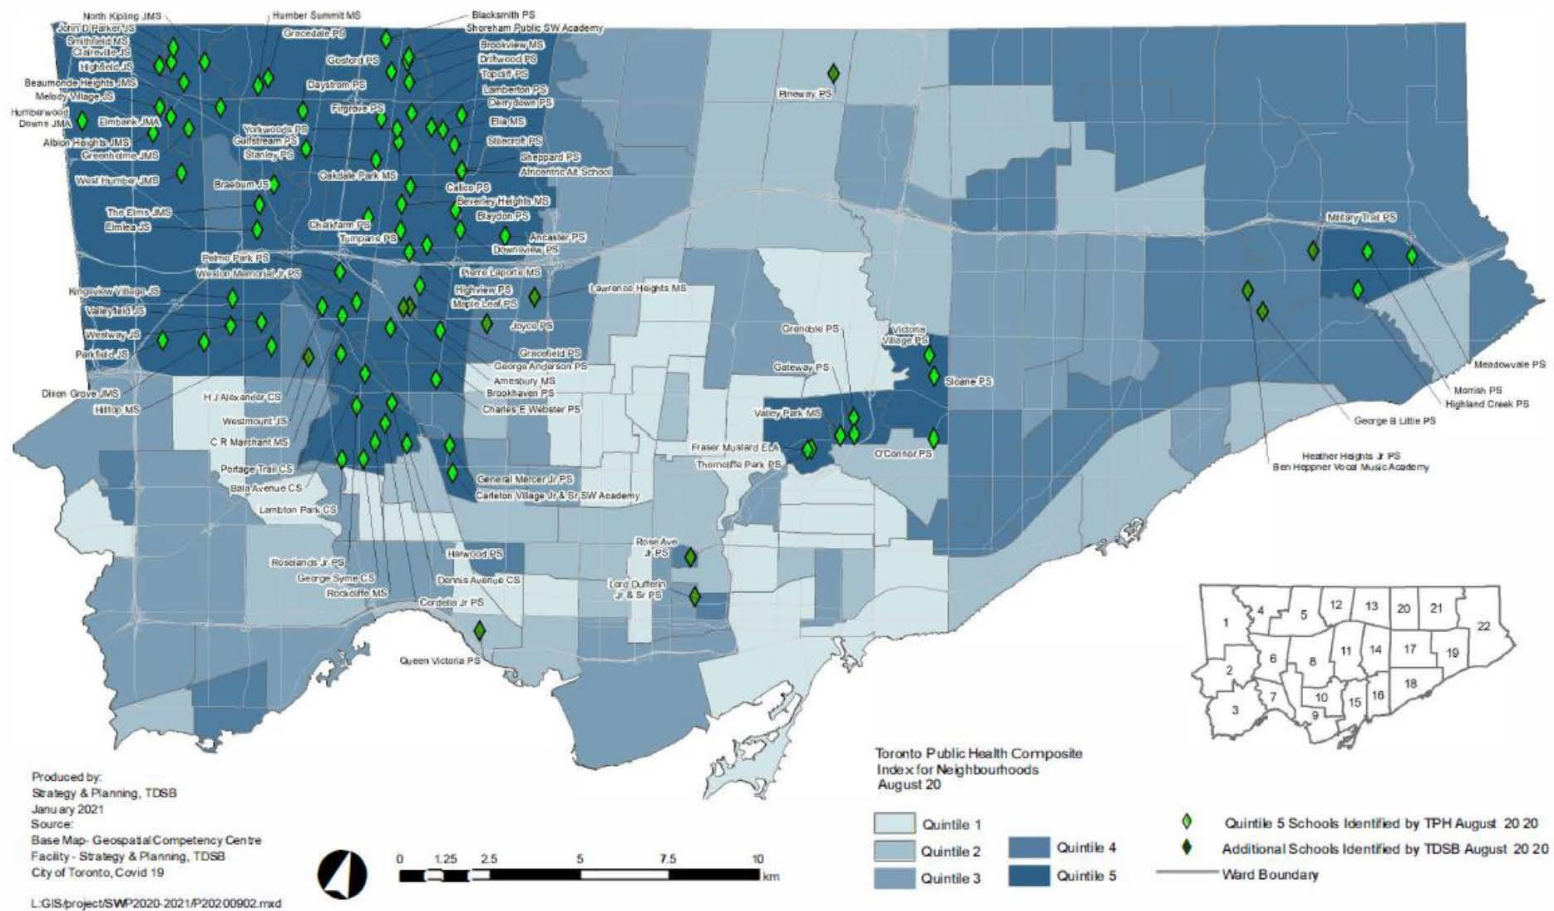 North Kipling JMS
John D Parker JS
Smithfield MS
Claireville JS
Highfield JS
Beaumonde Heights JMS
Melody Village JS
Humberwood
Downs JMA
Elmbank JMA
Albion Heights JMS
Greenholme JMS
West Humber JMS
The Elms JMS
Elmlea JS
Braeburn JS
Humber Summit MS
Gracedale PS
Gosford PS
Daystrom PS
Firgrove PS
Yorkwoods PS
Gulfstream PS
Stanley PS
Oakdale Park MS
Chalkfarm PS
Tumpane PS
Pelmo Park PS
Weston Memorial Jr PS
Blacksmith PS
Shoreham Public SW Academy
Brookview MS
Driftwood PS
Topcliff PS
Lamberton PS
Derrydown PS
Elia MS
Stilecroft PS
Sheppard PS
Africentric Alt School
Calico PS
Beverley Heights MS
Blaydon PS
Ancaster PS
Downsview PS
Pierre Laporte MS
Highview PS
Maple Leaf PS
Lawrence Heights MS
Joyce PS
Gracefield PS
George Anderson PS
Amesbury MS
Brookhaven PS
Charles E Webster PS
Kingsview Village JS
Valleyfield JS
Westway JS
Parkfield JS
Dixon Grove JMS
Hilltop MS
H J Alexander CS
Westmount JS
C R Marchant MS
Portage Trail CS
Bala Avenue CS
Lambton Park CS
Roselands Jr PS
George Syme CS
Rockcliffe MS
General Mercer Jr PS
Carleton Village Jr & Sr SW Academy
Harwood PS
Dennis Avenue CS
Cordella Jr PS
Queen Victoria PS
Pineway PS
Grenoble PS
Gateway PS
Victoria
Village PS
Sloane PS
Valley Park MS
Fraser Mustard ELA
Thorncliffe Park PS
O'Connor PS
Rose Ave
Jr PS
Lord Dufferin
Jr & Sr PS
Military Trail PS
Meadowvale PS
Morrish PS
Highland Creek PS
George B Little PS
Heather Heights Jr PS
Ben Heppner Vocal Music Academy
1
2
3
4
5
6
7
8
9
10
11
12
13
14
15
16
17
18
19
20
21
22
Produced by:
Strategy & Planning, TDSB
January 2021
Source:
Base Map- Geospatial Competency Centre
Facility - Strategy & Planning, TDSB
City of Toronto, Covid 19
L:GIS/project/SWP2020-2021/P20200902.mxd
0 1.25 2.5 5 7.5 10
km
Toronto Public Health Composite
Index for Neighbourhoods
August 20
Quintile 1
Quintile 2
Quintile 3
Quintile 4
Quintile 5
Quintile 5 Schools Identified by TPH August 20 20
Additional Schools Identified by TDSB August 20 20
Ward Boundary